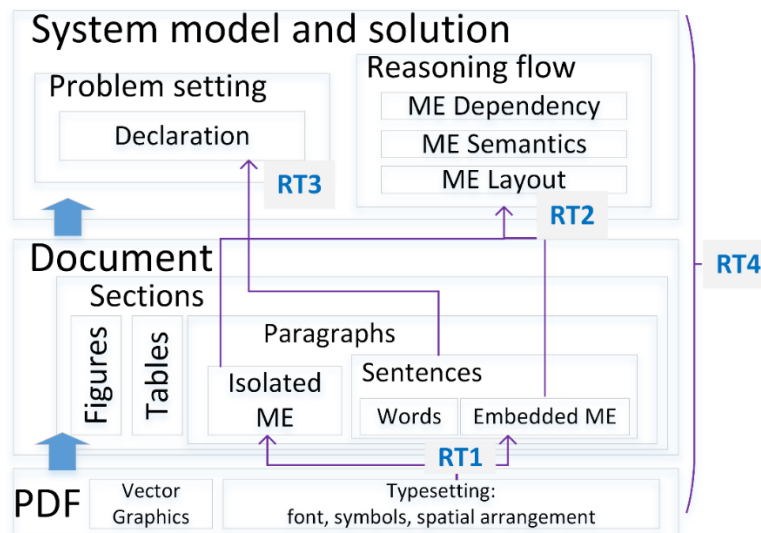 System model and solution
Problem setting
Declaration
RT3
Reasoning flow
ME Dependency
ME Semantics
ME Layout
RT2
RT4
Document
Sections
Figures
Tables
Paragraphs
Isolated
ME
Sentences
Words
Embedded ME
RT1
PDF
Vector
Graphics
Typesetting:
font, symbols, spatial arrangement